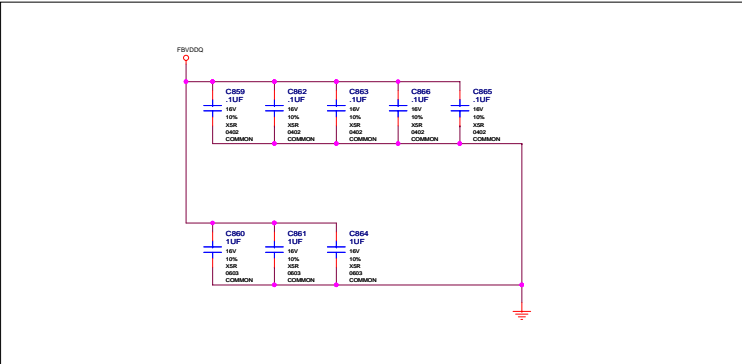 FBVDDQ
C859
.1UF
16V
10%
X5R
0402
COMMON
C862
.1UF
16V
10%
X5R
0402
COMMON
C863
.1UF
16V
10%
X5R
0402
COMMON
C866
.1UF
16V
10%
X5R
0402
COMMON
C865
.1UF
16V
10%
X5R
0402
COMMON
C860
1UF
16V
10%
X5R
0603
COMMON
C861
1UF
16V
10%
X5R
0603
COMMON
C864
1UF
16V
10%
X5R
0603
COMMON